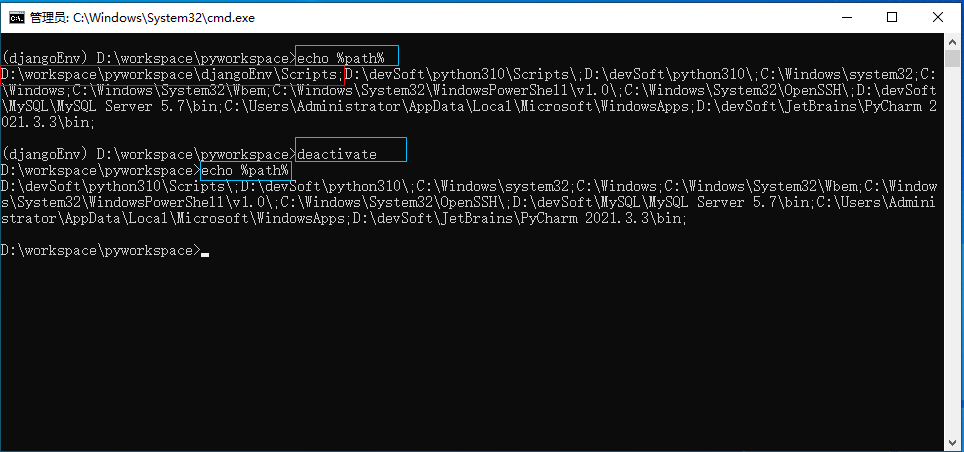 管理员: C:\Windows\System32\cmd.exe
(djangoEnv) D:\workspace\pyworkspace>echo %path%
D:\workspace\pyworkspace\djangoEnv\Scripts;D:\devSoft\python310\Scripts\;D:\devSoft\python310\;C:\Windows\system32;C:
\Windows;C:\Windows\System32\Wbem;C:\Windows\System32\WindowsPowerShell\v1.0\;C:\Windows\System32\OpenSSH\;D:\devSoft
\MySQL\MySQL Server 5.7\bin;C:\Users\Administrator\AppData\Local\Microsoft\WindowsApps;D:\devSoft\JetBrains\PyCharm 2
021.3.3\bin;
(djangoEnv) D:\workspace\pyworkspace>deactivate
D:\workspace\pyworkspace>echo %path%
D:\devSoft\python310\Scripts\;D:\devSoft\python310\;C:\Windows\system32;C:\Windows;C:\Windows\System32\Wbem;C:\Window
s\System32\WindowsPowerShell\v1.0\;C:\Windows\System32\OpenSSH\;D:\devSoft\MySQL\MySQL Server 5.7\bin;C:\Users\Admini
strator\AppData\Local\Microsoft\WindowsApps;D:\devSoft\JetBrains\PyCharm 2021.3.3\bin;
D:\workspace\pyworkspace>